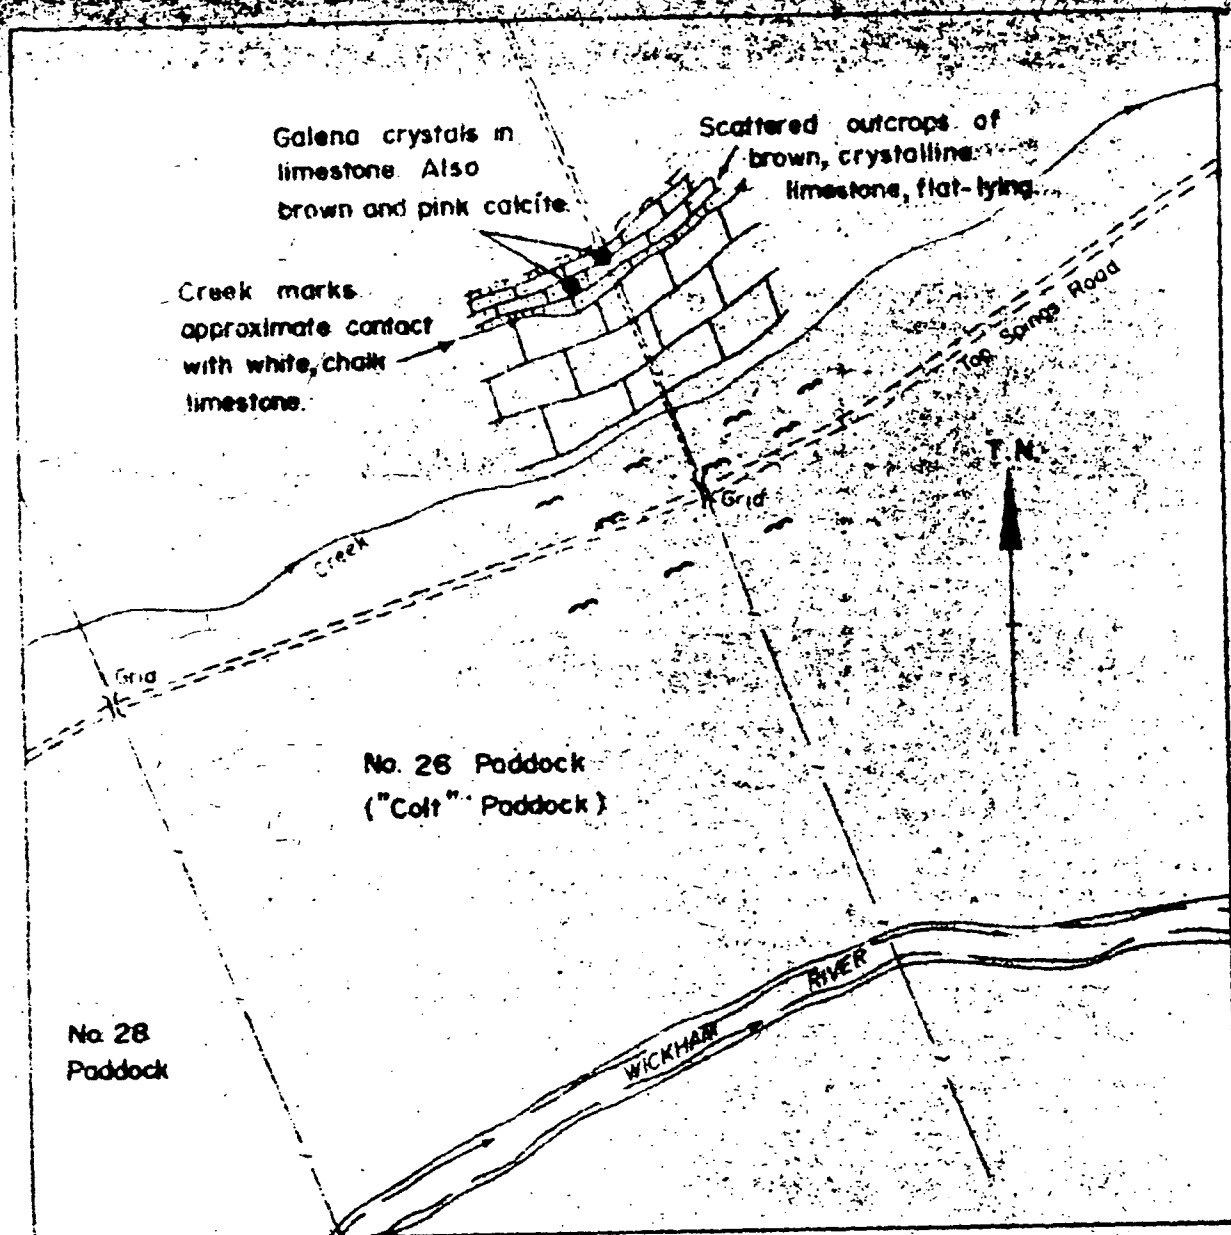 Galena crystals in
limestone. Also
brown and pink calcite.
Scattered outcrops of
brown, crystalline
limestone, flat-lying.
Creek marks
approximate contact
with white, chalk
limestone.
Top Springs Road
T.N.
Grid
Creek
Grid
No. 26 Paddock
("Colt" Paddock)
WICKHAM RIVER
No. 28
Paddock